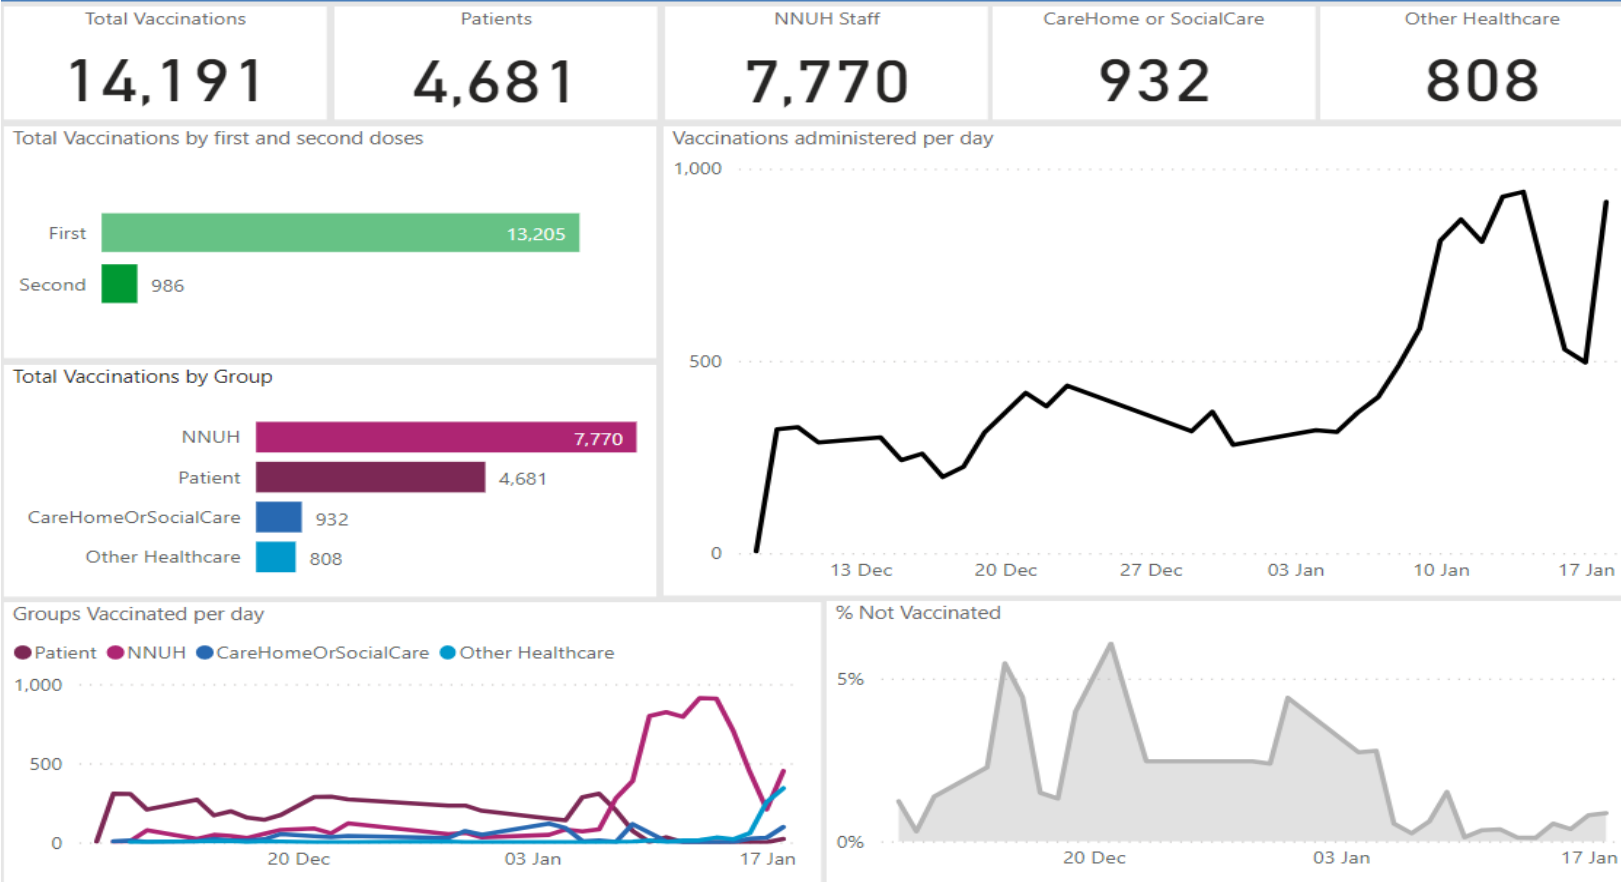 Total Vaccinations
14,191
Patients
4,681
NNUH Staff
7,770
CareHome or SocialCare
932
Other Healthcare
808
Total Vaccinations by first and second doses
First 13,205
Second 986
Total Vaccinations by Group
NNUH 7,770
Patient 4,681
CareHomeOrSocialCare 932
Other Healthcare 808
Vaccinations administered per day
1,000
500
0
13 Dec 20 Dec 27 Dec 03 Jan 10 Jan 17 Jan
Groups Vaccinated per day
Patient NNUH CareHomeOrSocialCare Other Healthcare
1,000
500
0
20 Dec 03 Jan 17 Jan
% Not Vaccinated
5%
0%
20 Dec 03 Jan 17 Jan